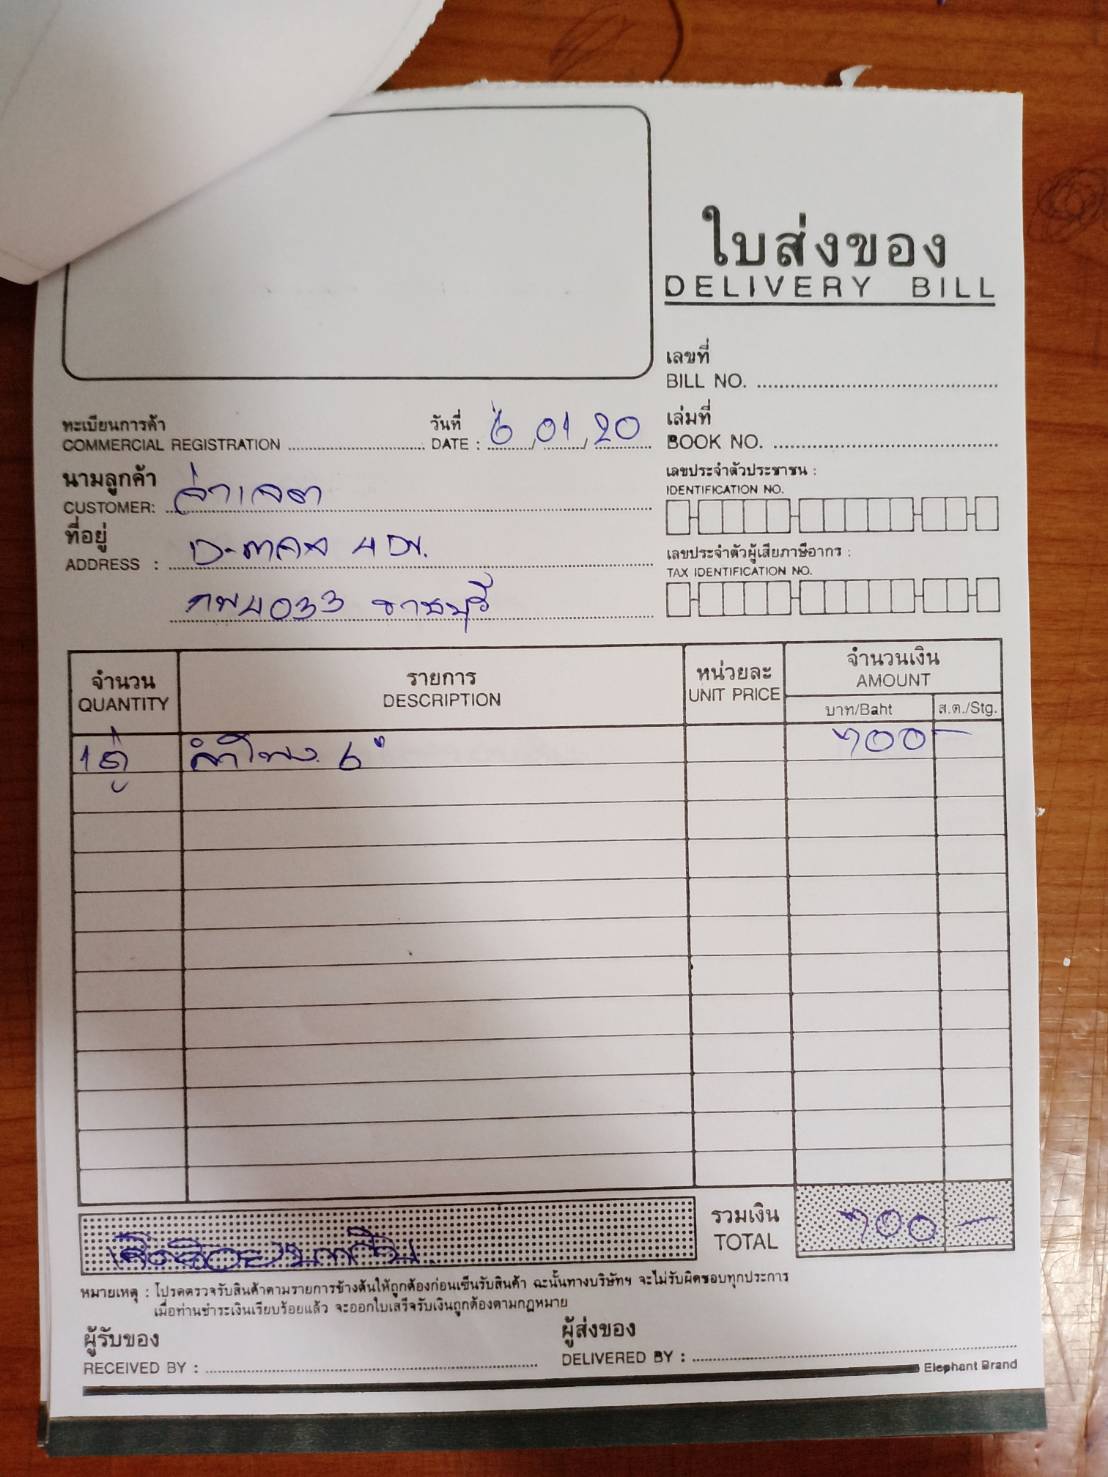 ใบส่งของ
DELIVERY BILL
เลขที่
BILL NO.
ทะเบียนการค้า
COMMERCIAL REGISTRATION
วันที่
DATE : 6 / 01 / 20
เล่มที่
BOOK NO.
นามลูกค้า
CUSTOMER:
เลขประจำตัวประชาชน :
IDENTIFICATION NO.
ที่อยู่
ADDRESS :
เลขประจำตัวผู้เสียภาษีอากร :
TAX IDENTIFICATION NO.
4033 ราชบุรี
จำนวน
QUANTITY
รายการ
DESCRIPTION
หน่วยละ
UNIT PRICE
จำนวนเงิน
AMOUNT
บาท/Baht
ส.ต./Stg.
1 ตู้ ลำโพง 6" 700 -
รวมเงิน
TOTAL
700 -
หมายเหตุ : โปรดตรวจรับสินค้าตามรายการข้างต้นให้ถูกต้องก่อนเซ็นรับสินค้า ฉะนั้นทางบริษัทฯ จะไม่รับผิดชอบทุกประการ
เมื่อท่านชำระเงินเรียบร้อยแล้ว จะออกใบเสร็จรับเงินถูกต้องตามกฎหมาย
ผู้รับของ
RECEIVED BY :
ผู้ส่งของ
DELIVERED BY :
Elephant Brand